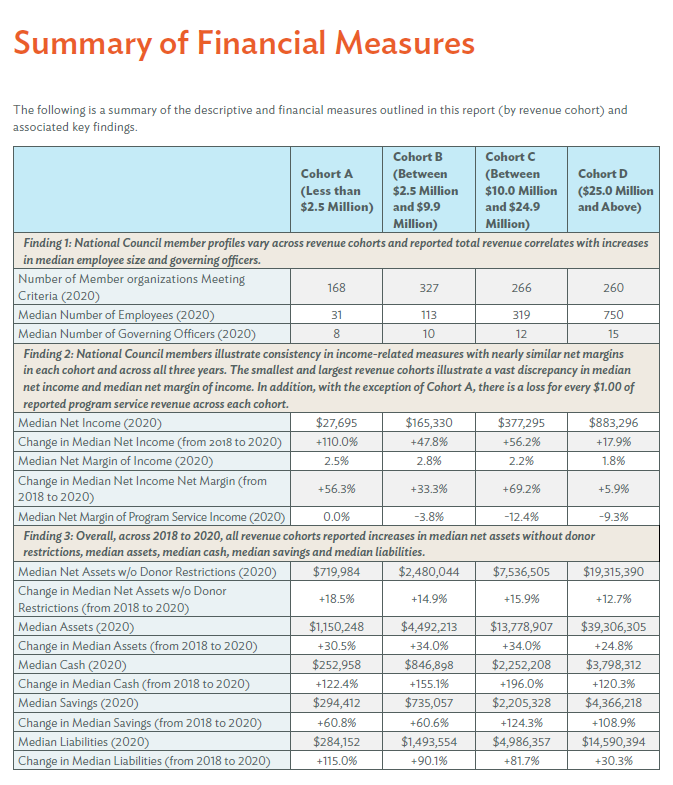 Summary of Financial Measures
The following is a summary of the descriptive and financial measures outlined in this report (by revenue cohort) and
associated key findings.
Cohort A
(Less than
$2.5 Million)
Cohort B
(Between
$2.5 Million
and $9.9
Million)
Cohort C
(Between
$10.0 Million
and $24.9
Million)
Cohort D
($25.0 Million
and Above)
Finding 1: National Council member profiles vary across revenue cohorts and reported total revenue correlates with increases
in median employee size and governing officers.
Number of Member organizations Meeting
Criteria (2020)
168 327 266 260
Median Number of Employees (2020) 31 113 319 750
Median Number of Governing Officers (2020) 8 10 12 15
Finding 2: National Council members illustrate consistency in income-related measures with nearly similar net margins
in each cohort and across all three years. The smallest and largest revenue cohorts illustrate a vast discrepancy in median
net income and median net margin of income. In addition, with the exception of Cohort A, there is a loss for every $1.00 of
reported program service revenue across each cohort.
Median Net Income (2020) $27,695 $165,330 $377,295 $883,296
Change in Median Net Income (from 2018 to 2020) +110.0% +47.8% +56.2% +17.9%
Median Net Margin of Income (2020) 2.5% 2.8% 2.2% 1.8%
Change in Median Net Income Net Margin (from
2018 to 2020)
+56.3% +33.3% +69.2% +5.9%
Median Net Margin of Program Service Income (2020) 0.0% -3.8% -12.4% -9.3%
Finding 3: Overall, across 2018 to 2020, all revenue cohorts reported increases in median net assets without donor
restrictions, median assets, median cash, median savings and median liabilities.
Median Net Assets w/o Donor Restrictions (2020) $719,984 $2,480,044 $7,536,505 $19,315,390
Change in Median Net Assets w/o Donor
Restrictions (from 2018 to 2020)
+18.5% +14.9% +15.9% +12.7%
Median Assets (2020) $1,150,248 $4,492,213 $13,778,907 $39,306,305
Change in Median Assets (from 2018 to 2020) +30.5% +34.0% +34.0% +24.8%
Median Cash (2020) $252,958 $846,898 $2,252,208 $3,798,312
Change in Median Cash (from 2018 to 2020) +122.4% +155.1% +196.0% +120.3%
Median Savings (2020) $294,412 $735,057 $2,205,328 $4,366,218
Change in Median Savings (from 2018 to 2020) +60.8% +60.6% +124.3% +108.9%
Median Liabilities (2020) $284,152 $1,493,554 $4,986,357 $14,590,394
Change in Median Liabilities (from 2018 to 2020) +115.0% +90.1% +81.7% +30.3%